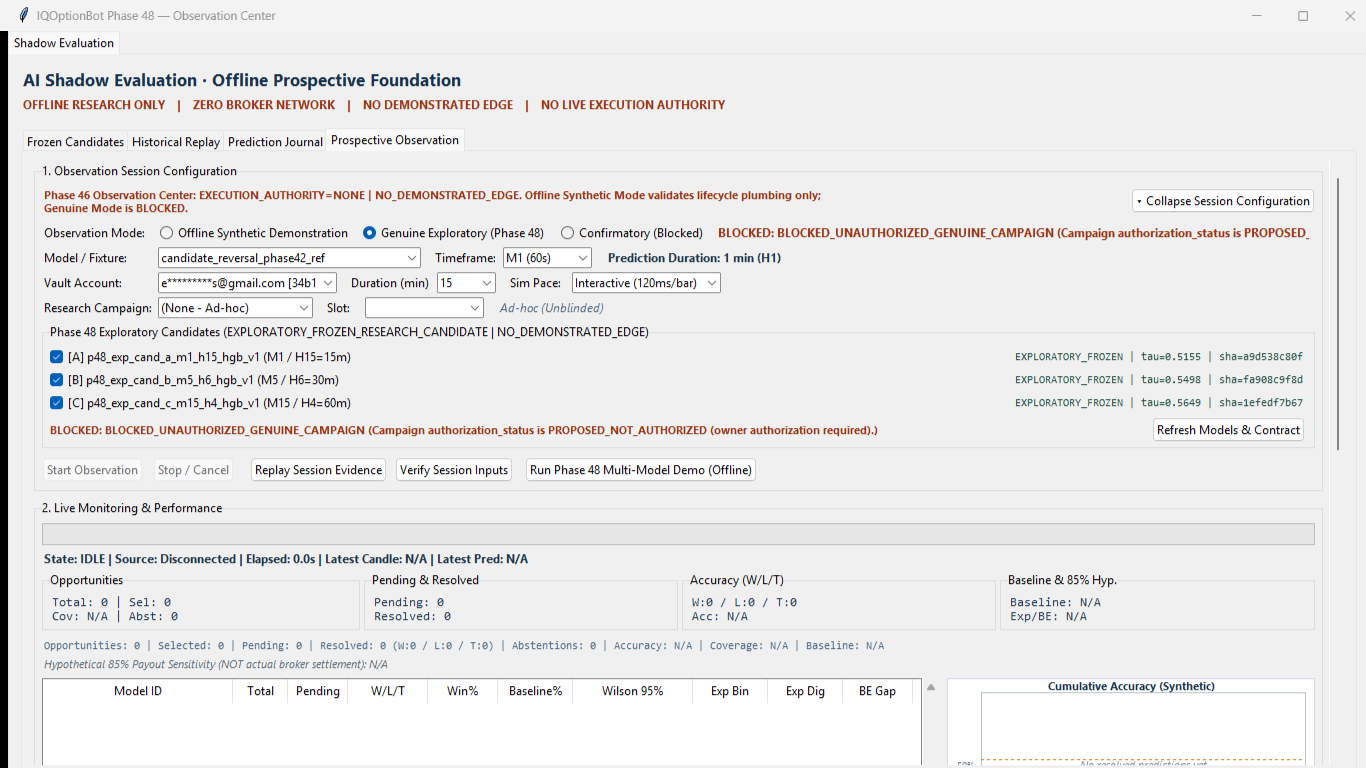 IQOptionBot Phase 48 — Observation Center
Shadow Evaluation
AI Shadow Evaluation · Offline Prospective Foundation
OFFLINE RESEARCH ONLY | ZERO BROKER NETWORK | NO DEMONSTRATED EDGE | NO LIVE EXECUTION AUTHORITY
Frozen Candidates Historical Replay Prediction Journal Prospective Observation
1. Observation Session Configuration
Phase 46 Observation Center: EXECUTION_AUTHORITY=NONE | NO_DEMONSTRATED_EDGE. Offline Synthetic Mode validates lifecycle plumbing only;
Genuine Mode is BLOCKED.
Collapse Session Configuration
Observation Mode: Offline Synthetic Demonstration Genuine Exploratory (Phase 48) Confirmatory (Blocked) BLOCKED: BLOCKED_UNAUTHORIZED_GENUINE_CAMPAIGN (Campaign authorization_status is PROPOSED_
Model / Fixture: candidate_reversal_phase42_ref Timeframe: M1 (60s) Prediction Duration: 1 min (H1)
Vault Account: e*********s@gmail.com [34b1 Duration (min) 15 Sim Pace: Interactive (120ms/bar)
Research Campaign: (None - Ad-hoc) Slot: Ad-hoc (Unblinded)
Phase 48 Exploratory Candidates (EXPLORATORY_FROZEN_RESEARCH_CANDIDATE | NO_DEMONSTRATED_EDGE)
[A] p48_exp_cand_a_m1_h15_hgb_v1 (M1 / H15=15m) EXPLORATORY_FROZEN | tau=0.5155 | sha=a9d538c80f
[B] p48_exp_cand_b_m5_h6_hgb_v1 (M5 / H6=30m) EXPLORATORY_FROZEN | tau=0.5498 | sha=fa908c9f8d
[C] p48_exp_cand_c_m15_h4_hgb_v1 (M15 / H4=60m) EXPLORATORY_FROZEN | tau=0.5649 | sha=1efedf7b67
BLOCKED: BLOCKED_UNAUTHORIZED_GENUINE_CAMPAIGN (Campaign authorization_status is PROPOSED_NOT_AUTHORIZED (owner authorization required).) Refresh Models & Contract
Start Observation Stop / Cancel Replay Session Evidence Verify Session Inputs Run Phase 48 Multi-Model Demo (Offline)
2. Live Monitoring & Performance
State: IDLE | Source: Disconnected | Elapsed: 0.0s | Latest Candle: N/A | Latest Pred: N/A
Opportunities
Total: 0 | Sel: 0
Cov: N/A | Abst: 0
Pending & Resolved
Pending: 0
Resolved: 0
Accuracy (W/L/T)
W:0 / L:0 / T:0
Acc: N/A
Baseline & 85% Hyp.
Baseline: N/A
Exp/BE: N/A
Opportunities: 0 | Selected: 0 | Pending: 0 | Resolved: 0 (W:0 / L:0 / T:0) | Abstentions: 0 | Accuracy: N/A | Coverage: N/A | Baseline: N/A
Hypothetical 85% Payout Sensitivity (NOT actual broker settlement): N/A
Model ID Total Pending W/L/T Win% Baseline% Wilson 95% Exp Bin Exp Dig BE Gap
Cumulative Accuracy (Synthetic)
50% No resolved predictions yet